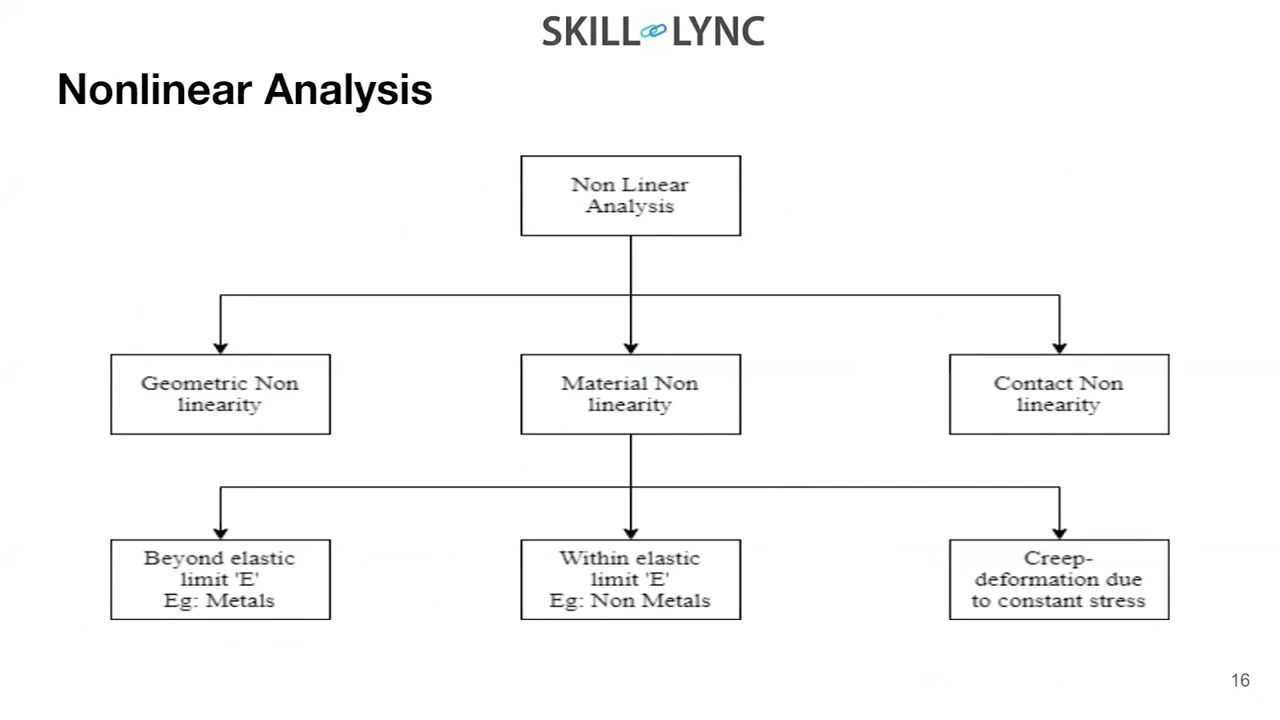 SKILL LYNC
Nonlinear Analysis
Non Linear
Analysis
Geometric Non
linearity
Material Non
linearity
Contact Non
linearity
Beyond elastic
limit 'E'
Eg: Metals
Within elastic
limit 'E'
Eg: Non Metals
Creep-
deformation due
to constant stress
16